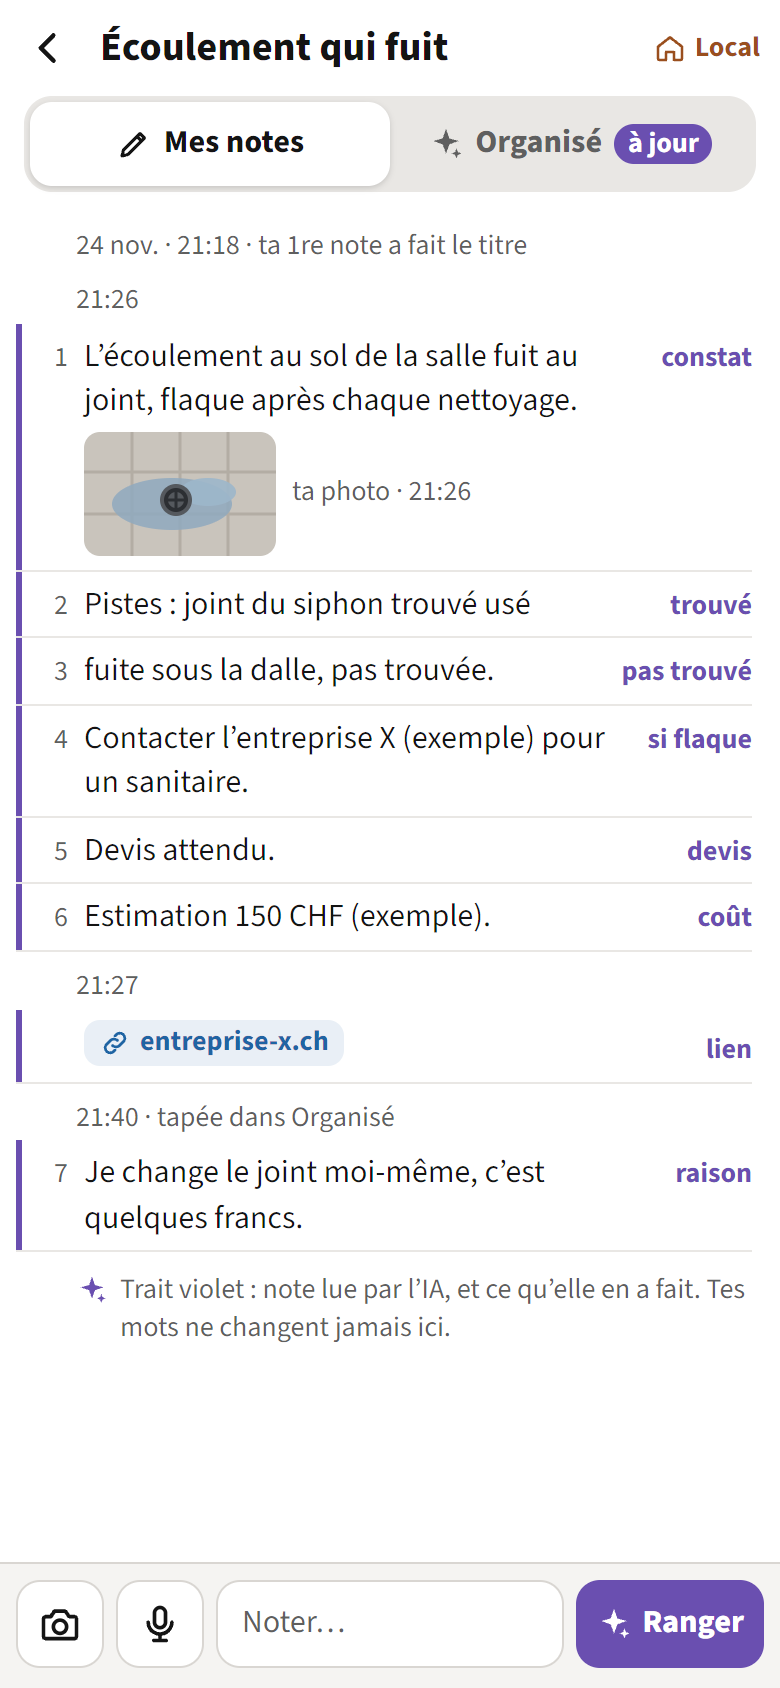 Écoulement qui fuit
Local
Mes notes
Organisé
à jour
24 nov. · 21:18 · ta 1re note a fait le titre
21:26
1 L’écoulement au sol de la salle fuit au constat
joint, flaque après chaque nettoyage.
ta photo · 21:26
2 Pistes : joint du siphon trouvé usé trouvé
3 fuite sous la dalle, pas trouvée. pas trouvé
4 Contacter l’entreprise X (exemple) pour si flaque
un sanitaire.
5 Devis attendu. devis
6 Estimation 150 CHF (exemple). coût
21:27
entreprise-x.ch lien
21:40 · tapée dans Organisé
7 Je change le joint moi-même, c’est raison
quelques francs.
Trait violet : note lue par l’IA, et ce qu’elle en a fait. Tes
mots ne changent jamais ici.
Noter…
Ranger